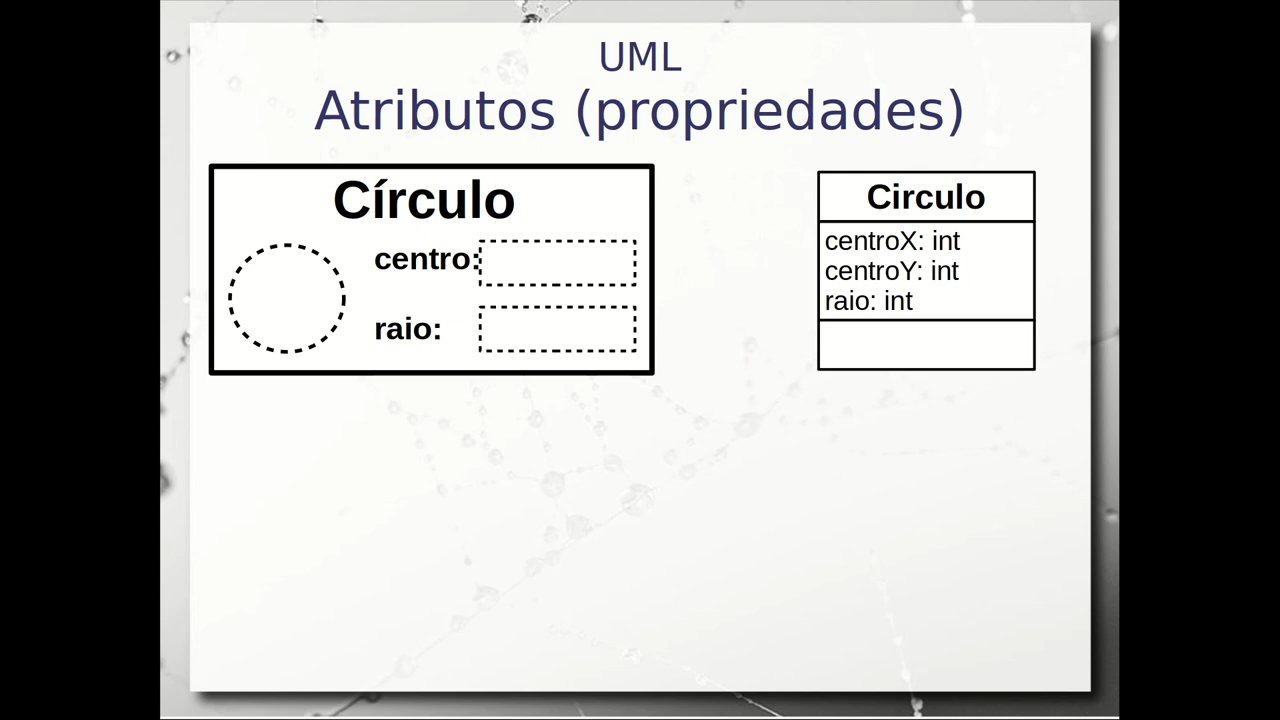 UML
Atributos (propriedades)
Círculo
centro:
raio:
Circulo
centroX: int
centroY: int
raio: int